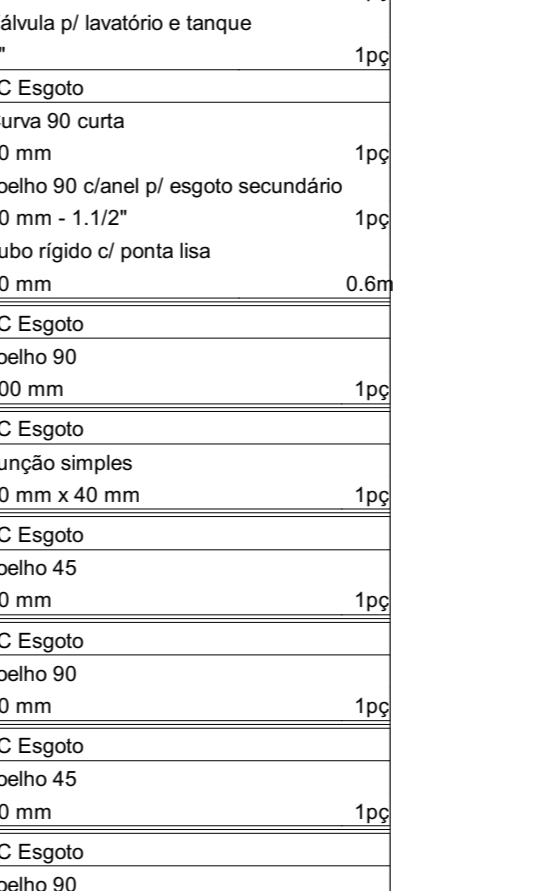 álvula p/ lavatório e tanque
" 1pç
C Esgoto
urva 90 curta
0 mm 1pç
oelho 90 c/anel p/ esgoto secundário
0 mm - 1.1/2" 1pç
ubo rígido c/ ponta lisa
0 mm 0.6m
C Esgoto
oelho 90
00 mm 1pç
C Esgoto
unção simples
0 mm x 40 mm 1pç
C Esgoto
oelho 45
0 mm 1pç
C Esgoto
oelho 90
0 mm 1pç
C Esgoto
oelho 45
0 mm 1pç
C Esgoto
oelho 90